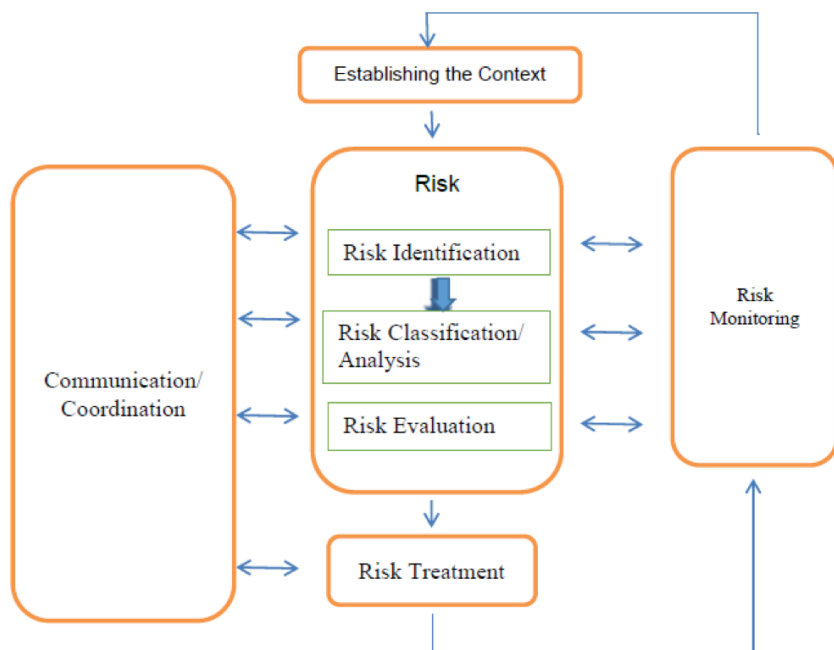 Establishing the Context
Risk
Risk Identification
Risk Classification/
Analysis
Risk Evaluation
Risk Treatment
Communication/
Coordination
Risk
Monitoring